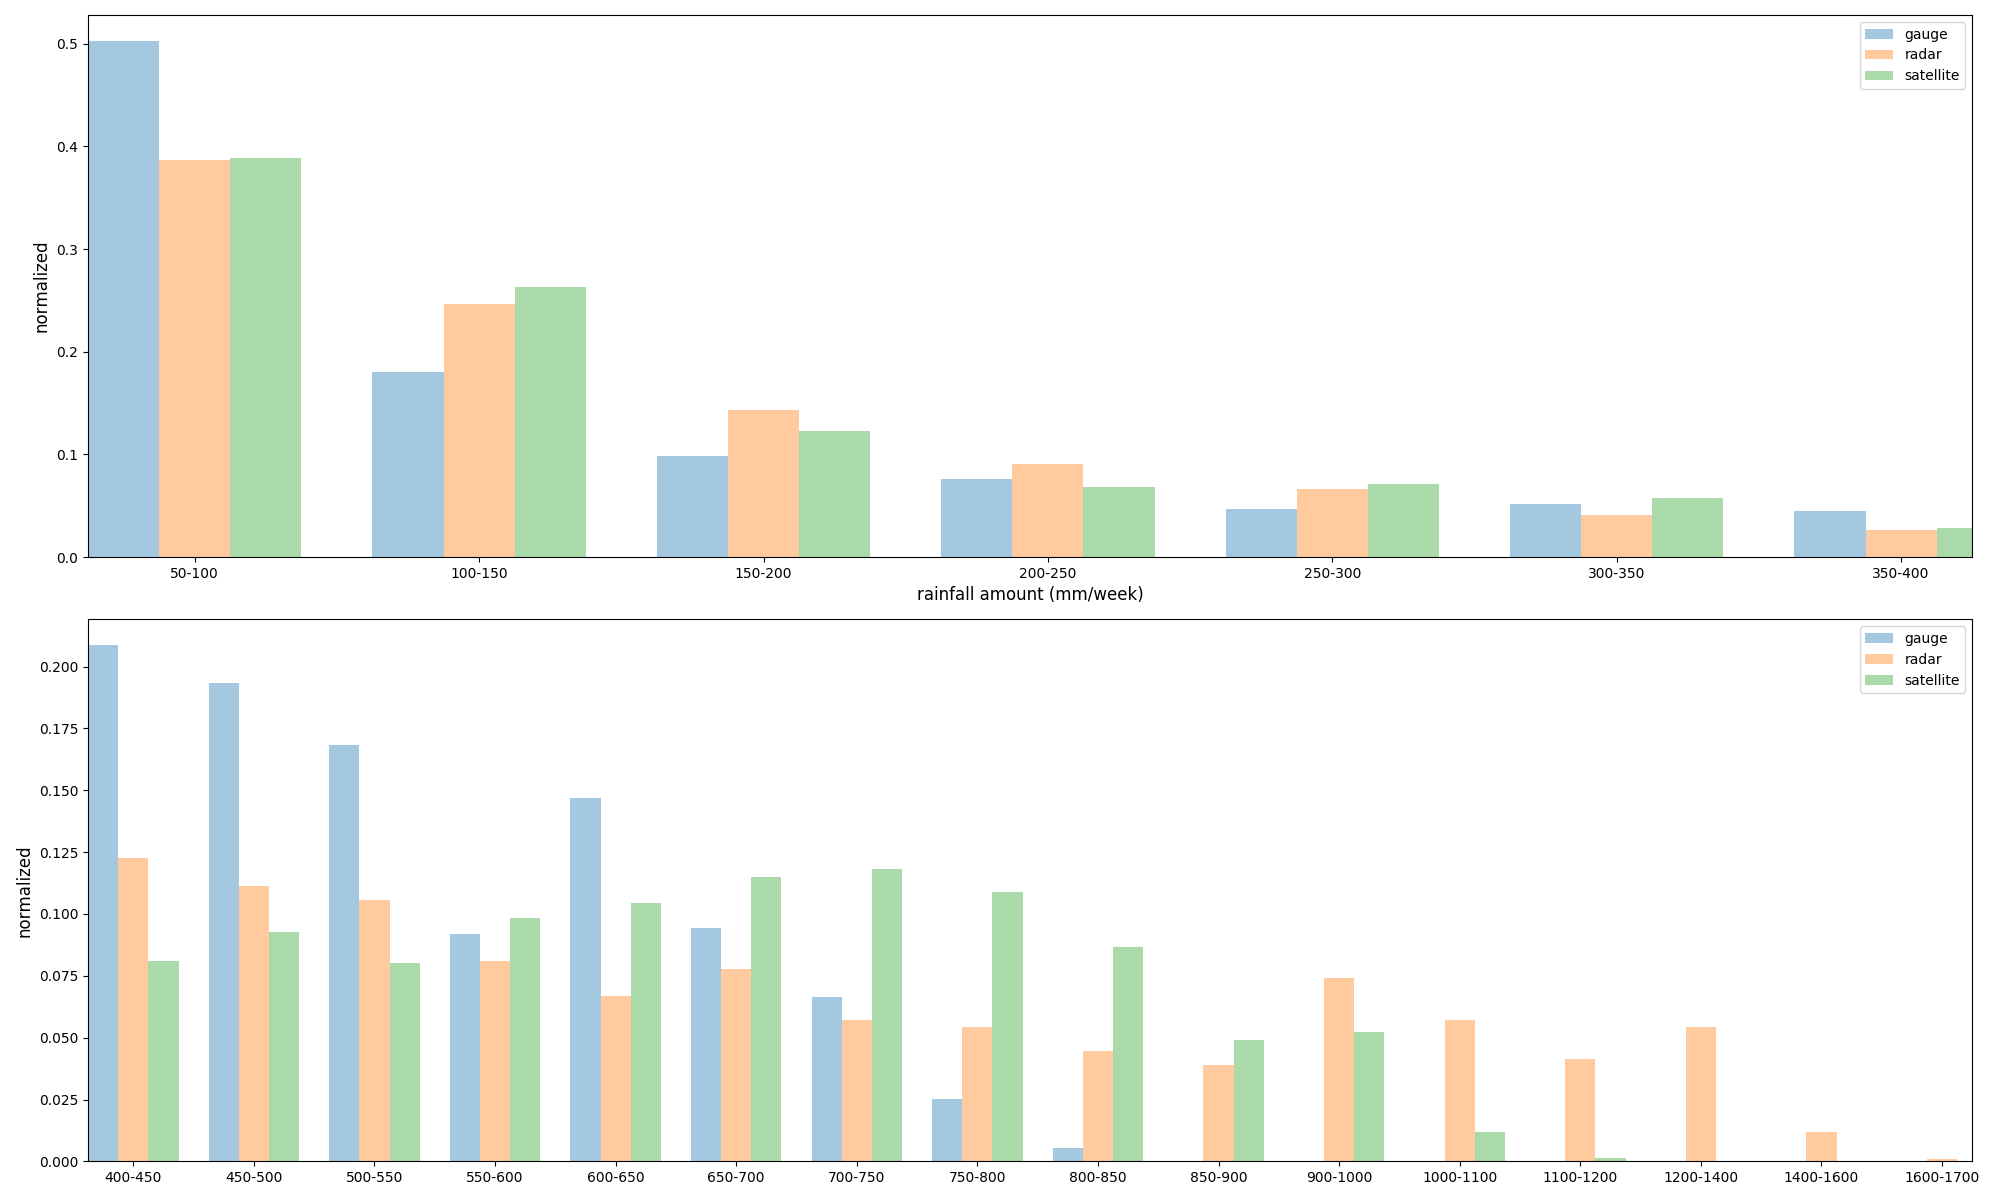 gauge
radar
satellite
0.5
0.4
0.3
0.2
0.1
0.0
normalized
50-100 100-150 150-200 200-250 250-300 300-350 350-400
rainfall amount (mm/week)
gauge
radar
satellite
0.200
0.175
0.150
0.125
0.100
0.075
0.050
0.025
0.000
normalized
400-450 450-500 500-550 550-600 600-650 650-700 700-750 750-800 800-850 850-900 900-1000 1000-1100 1100-1200 1200-1400 1400-1600 1600-1700